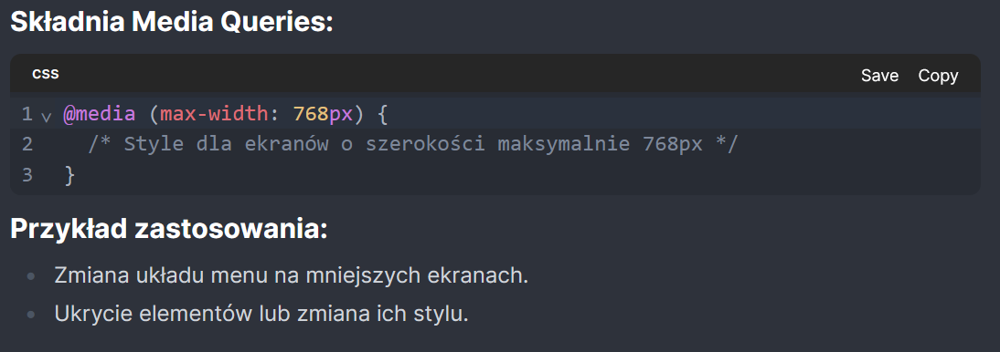 Składnia Media Queries:
css Save Copy
1 @media (max-width: 768px) {
2 /* Style dla ekranów o szerokości maksymalnie 768px */
3 }
Przykład zastosowania:
• Zmiana układu menu na mniejszych ekranach.
• Ukrycie elementów lub zmiana ich stylu.